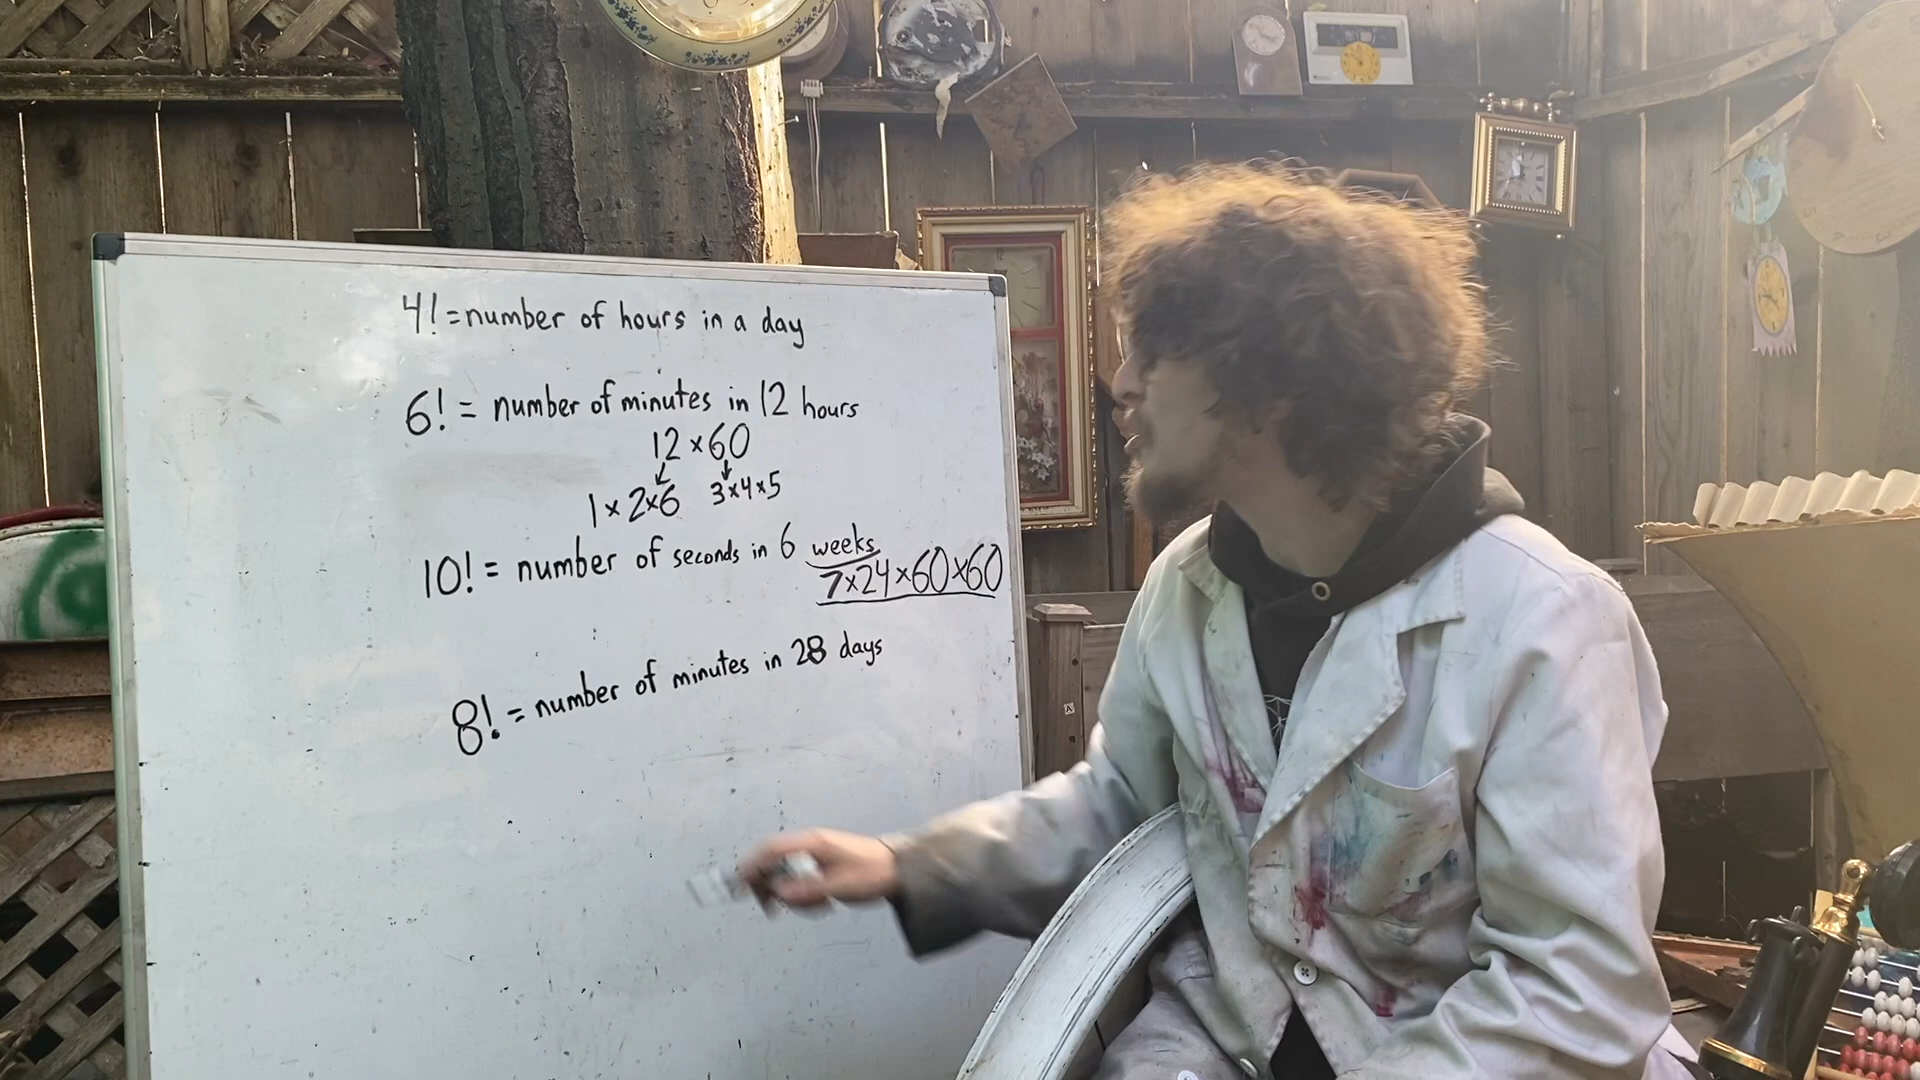 4! = number of hours in a day
6! = number of minutes in 12 hours
12 × 60
1 × 2 × 6 3 × 4 × 5
10! = number of seconds in 6 weeks
7 × 24 × 60 × 60
8! = number of minutes in 28 days